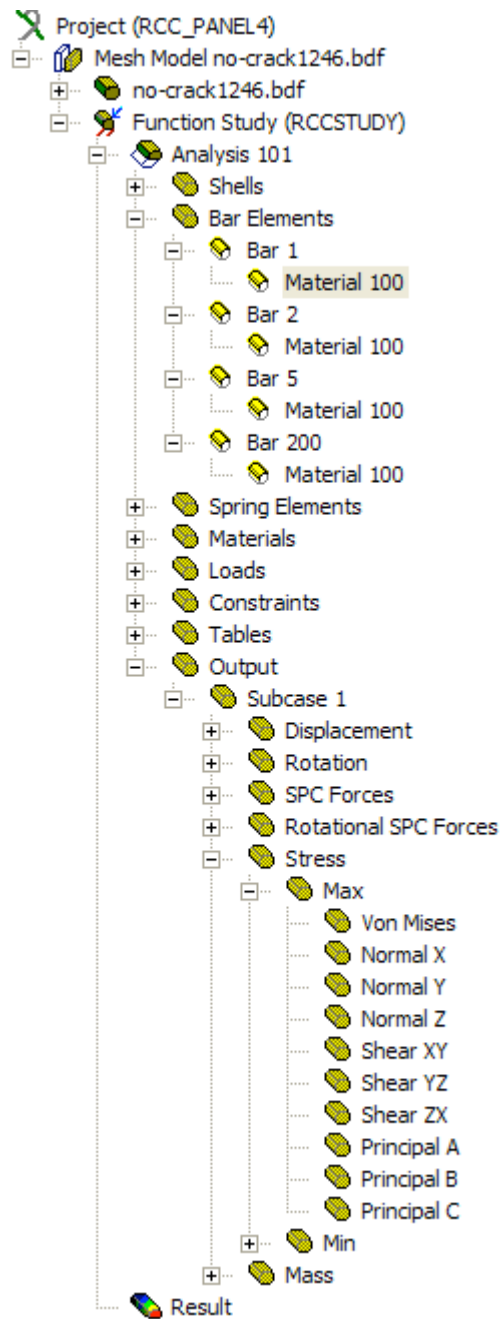 Project (RCC_PANEL4)
Mesh Model no-crack1246.bdf
no-crack1246.bdf
Function Study (RCCSTUDY)
Analysis 101
Shells
Bar Elements
Bar 1
Material 100
Bar 2
Material 100
Bar 5
Material 100
Bar 200
Material 100
Spring Elements
Materials
Loads
Constraints
Tables
Output
Subcase 1
Displacement
Rotation
SPC Forces
Rotational SPC Forces
Stress
Max
Von Mises
Normal X
Normal Y
Normal Z
Shear XY
Shear YZ
Shear ZX
Principal A
Principal B
Principal C
Min
Mass
Result